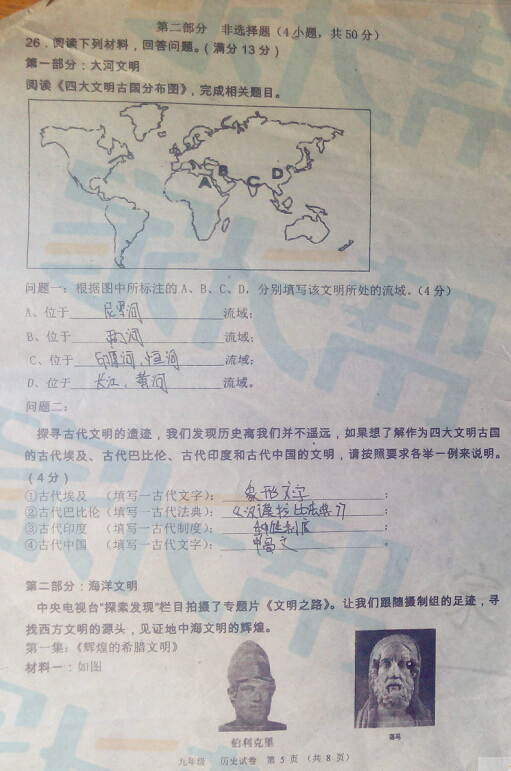 第二部分 非选择题（4小题，共50分）
26．阅读下列材料，回答问题。（满分13分）
第一部分：大河文明
阅读《四大文明古国分布图》，完成相关题目。
A B C D
问题一：根据图中所标注的 A、B、C、D，分别填写该文明所处的流域。（4分）
A、位于 尼罗河 流域；
B、位于 两河 流域；
C、位于 印度河、恒河 流域；
D、位于 长江、黄河 流域。
问题二：
探寻古代文明的遗迹，我们发现历史离我们并不遥远，如果想了解作为四大文明古国
的古代埃及、古代巴比伦、古代印度和古代中国的文明，请按照要求各举一例来说明。
（4分）
①古代埃及 （填写一古代文字）： 象形文字 ；
②古代巴比伦（填写一古代法典）： 《汉谟拉比法典》 ；
③古代印度 （填写一古代制度）： 种姓制度 ；
④古代中国 （填写一古代文字）： 甲骨文 。
第二部分：海洋文明
中央电视台“探索发现”栏目拍摄了专题片《文明之路》。让我们跟随摄制组的足迹，寻
找西方文明的源头，见证地中海文明的辉煌。
第一集：《辉煌的希腊文明》
材料一：如图
伯利克里
荷马
九年级 历史试卷 第 5 页 （共 8 页）